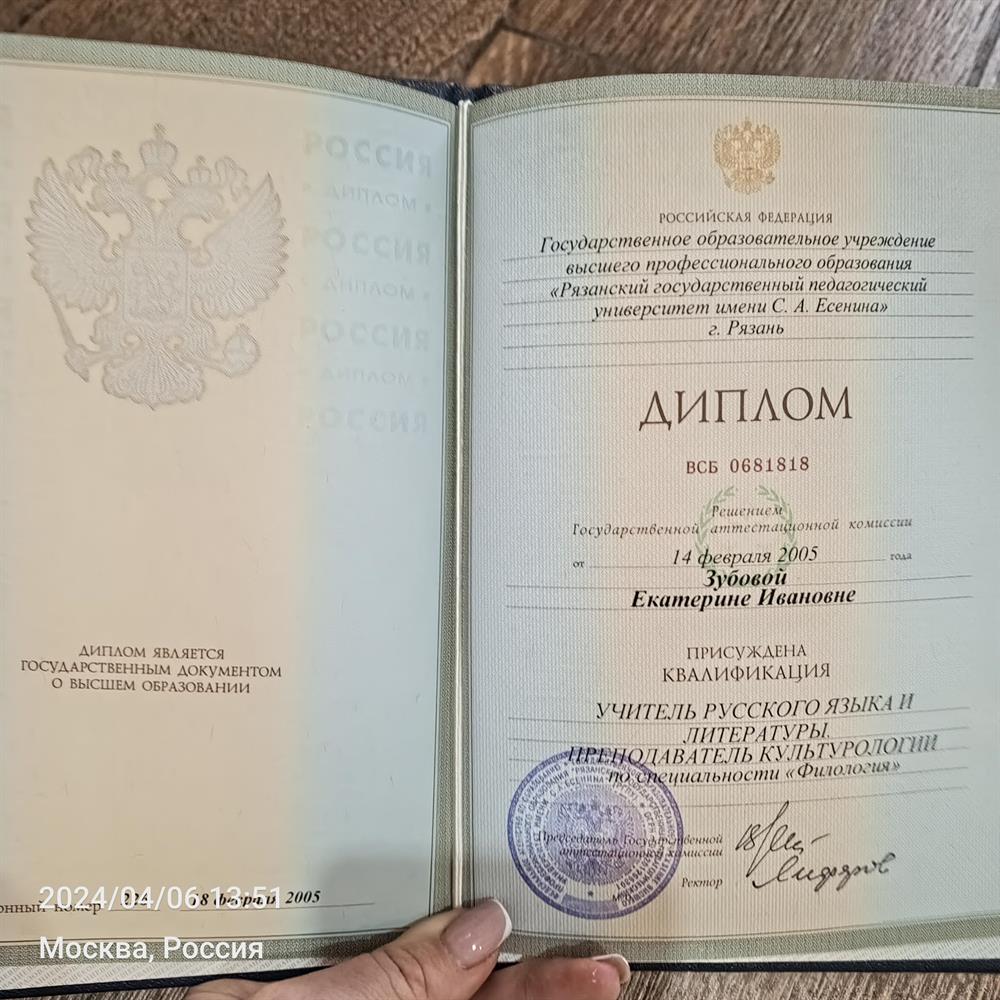 РОССИЯ
ДИПЛОМ
РОССИЯ
ДИПЛОМ
РОССИЯ
ДИПЛОМ
РОССИЯ
ДИПЛОМ ЯВЛЯЕТСЯ
ГОСУДАРСТВЕННЫМ ДОКУМЕНТОМ
О ВЫСШЕМ ОБРАЗОВАНИИ
номер 18 февраля 2005
2024/04/06 13:51
Москва, Россия
РОССИЙСКАЯ ФЕДЕРАЦИЯ
Государственное образовательное учреждение
высшего профессионального образования
«Рязанский государственный педагогический
университет имени С. А. Есенина»
г. Рязань
ДИПЛОМ
ВСБ 0681818
Решением
Государственной аттестационной комиссии
от 14 февраля 2005 года
Зубовой
Екатерине Ивановне
ПРИСУЖДЕНА
КВАЛИФИКАЦИЯ
УЧИТЕЛЬ РУССКОГО ЯЗЫКА И
ЛИТЕРАТУРЫ.
ПРЕПОДАВАТЕЛЬ КУЛЬТУРОЛОГИИ
по специальности «Филология»
Председатель Государственной
аттестационной комиссии
Ректор